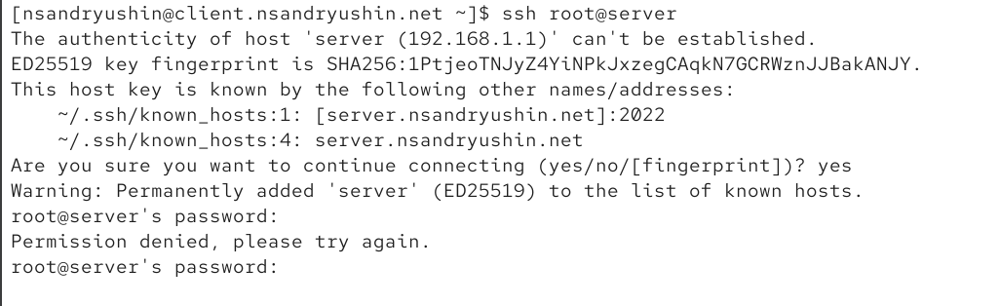 [nsandryushin@client.nsandryushin.net ~]$ ssh root@server
The authenticity of host 'server (192.168.1.1)' can't be established.
ED25519 key fingerprint is SHA256:1PtjeoTNJyZ4YiNPkJxzegCAqkN7GCRWznJJBakANJY.
This host key is known by the following other names/addresses:
    ~/.ssh/known_hosts:1: [server.nsandryushin.net]:2022
    ~/.ssh/known_hosts:4: server.nsandryushin.net
Are you sure you want to continue connecting (yes/no/[fingerprint])? yes
Warning: Permanently added 'server' (ED25519) to the list of known hosts.
root@server's password:
Permission denied, please try again.
root@server's password: